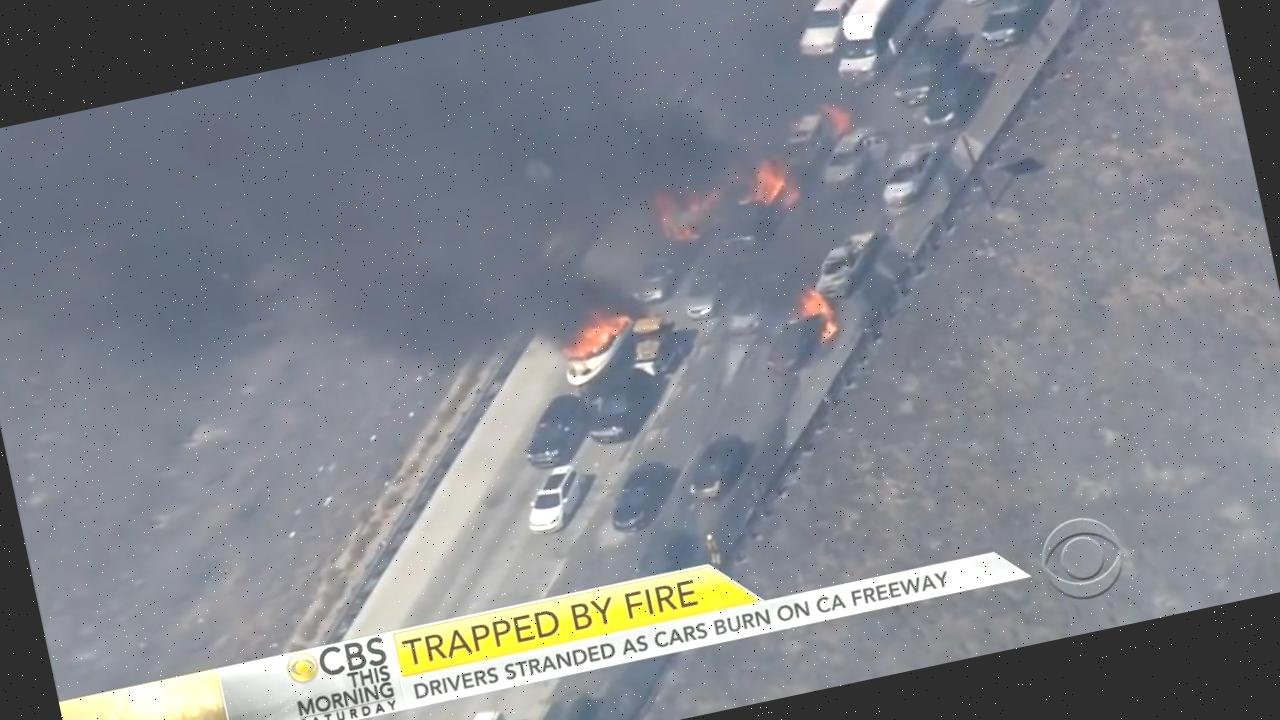 TRAPPED BY FIRE
DRIVERS STRANDED AS CARS BURN ON CA FREEWAY
CBS
THIS
MORNING
SATURDAY